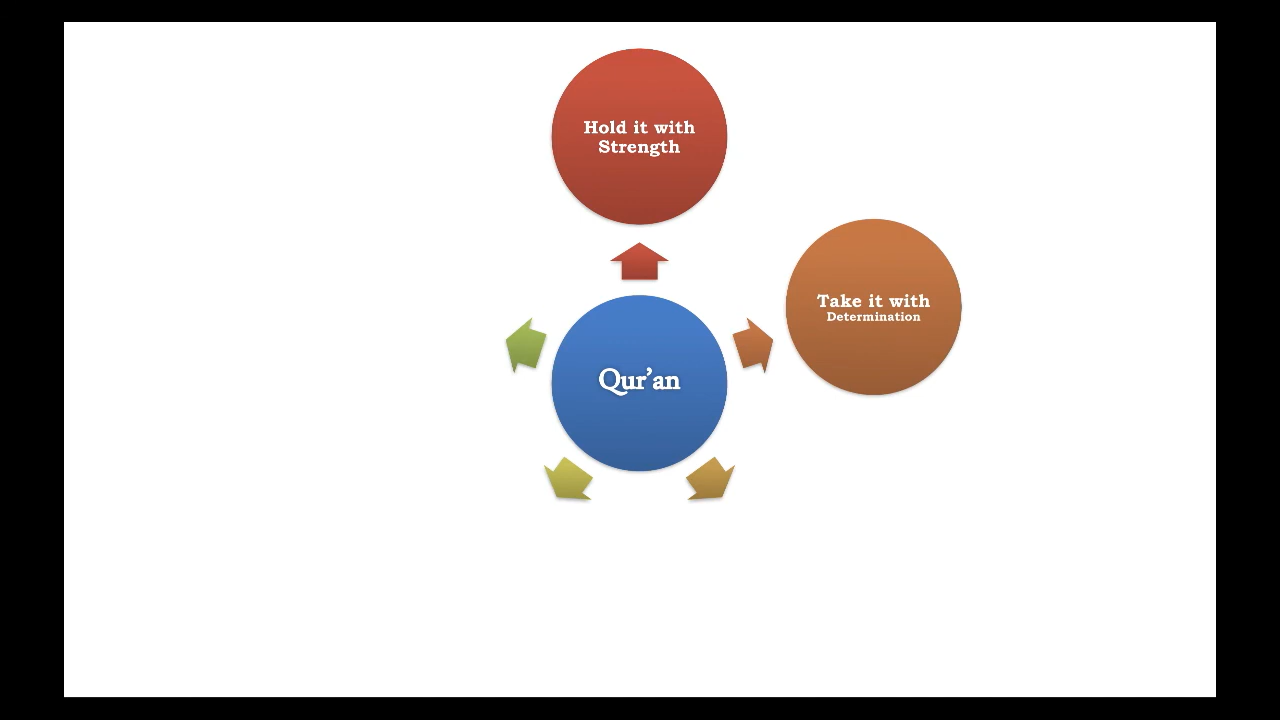 Hold it with
Strength
Take it with
Determination
Qur’an